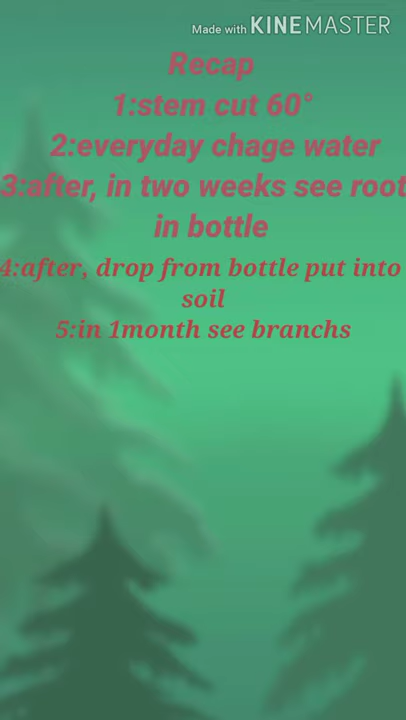 Made with KINEMASTER
Recap
1:stem cut 60°
2:everyday chage water
3:after, in two weeks see root
in bottle
4:after, drop from bottle put into
soil
5:in 1month see branchs